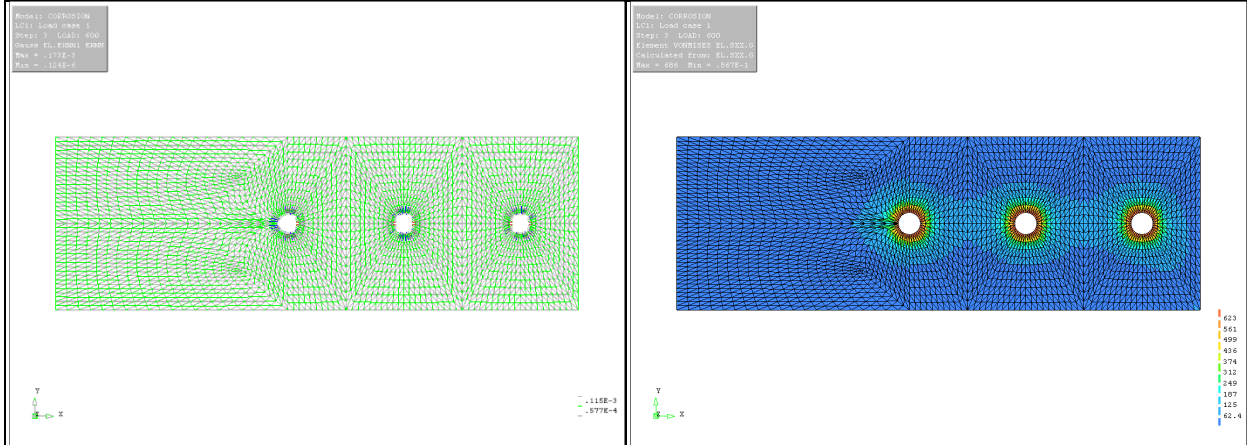 Model: CORROSION
LC1: Load case 1
Step: 3 LOAD: 600
Gauss EL.EKNN1 EKNN
Max = .173E-3
Min = .124E-6
Y
X
.115E-3
.577E-4
Model: CORROSION
LC1: Load case 1
Step: 3 LOAD: 600
Element VONMISES EL.SXX.G
Calculated from: EL.SXX.G
Max = 686 Min = .567E-1
623
561
499
436
374
312
249
187
125
62.4
Y
X